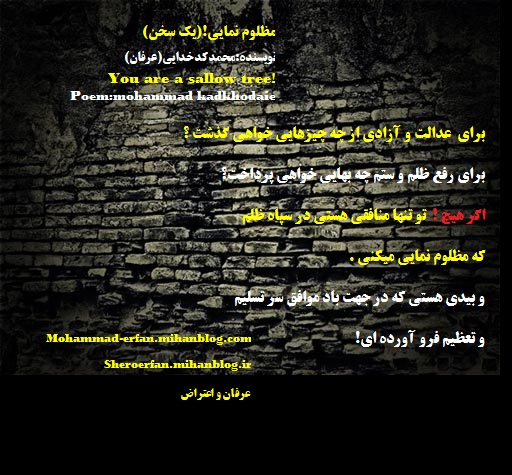 مظلوم نمایی!(یک سخن)
نویسنده:محمدکدخدایی(عرفان)
You are a sallow tree!
Poem:mohammad kadkhodaie
برای عدالت و آزادی ازچه چیزهایی خواهی گذشت ؟
برای رفع ظلم و ستم چه بهایی خواهی پرداخت؟
اگر هیچ ! تو تنها منافقی هستی در سپاه ظلم
که مظلوم نمایی میکنی .
و بیدی هستی که در جهت باد موافق سر تسلیم
و تعظیم فرو آورده ای!
Mohammad-erfan.mihanblog.com
Sheroerfan.mihanblog.ir
عرفان و اعتراض